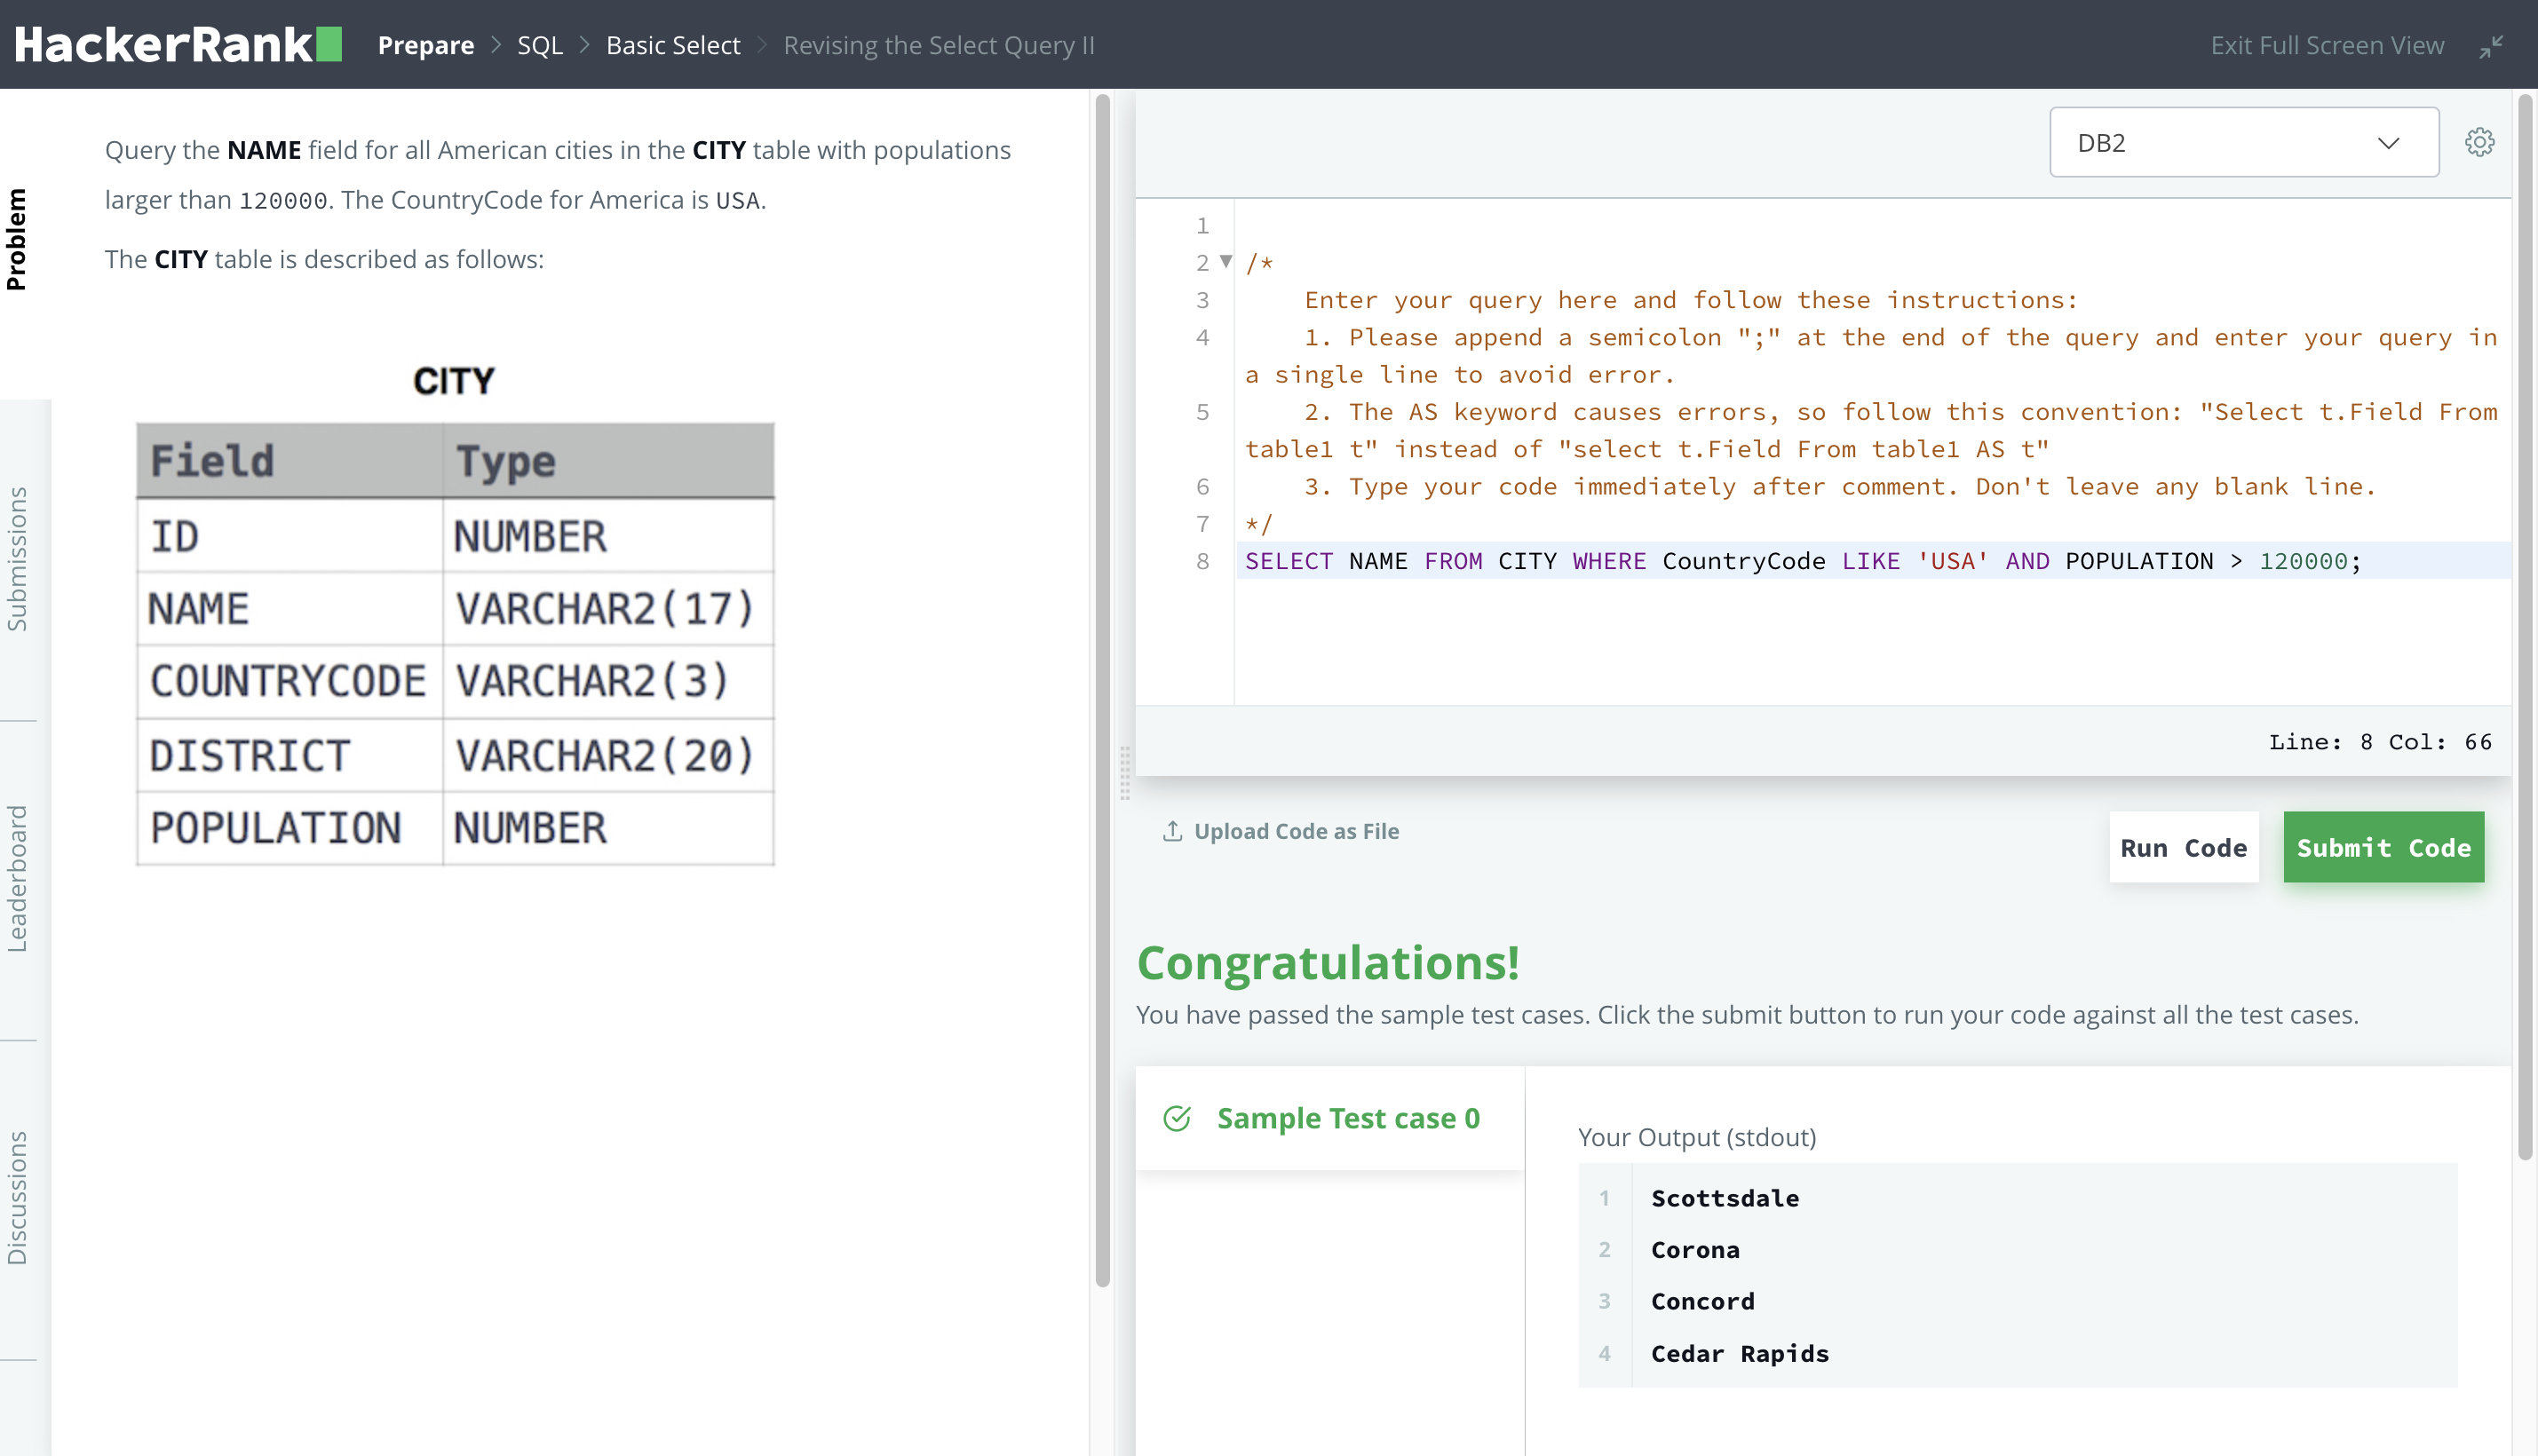 HackerRank Prepare > SQL > Basic Select > Revising the Select Query II Exit Full Screen View
Problem
Submissions
Leaderboard
Discussions
Query the NAME field for all American cities in the CITY table with populations
larger than 120000. The CountryCode for America is USA.
The CITY table is described as follows:
CITY
Field Type
ID NUMBER
NAME VARCHAR2(17)
COUNTRYCODE VARCHAR2(3)
DISTRICT VARCHAR2(20)
POPULATION NUMBER
DB2
1
2 /*
3 Enter your query here and follow these instructions:
4 1. Please append a semicolon ";" at the end of the query and enter your query in
a single line to avoid error.
5 2. The AS keyword causes errors, so follow this convention: "Select t.Field From
table1 t" instead of "select t.Field From table1 AS t"
6 3. Type your code immediately after comment. Don't leave any blank line.
7 */
8 SELECT NAME FROM CITY WHERE CountryCode LIKE 'USA' AND POPULATION > 120000;
Line: 8 Col: 66
Upload Code as File
Run Code
Submit Code
Congratulations!
You have passed the sample test cases. Click the submit button to run your code against all the test cases.
Sample Test case 0
Your Output (stdout)
1 Scottsdale
2 Corona
3 Concord
4 Cedar Rapids